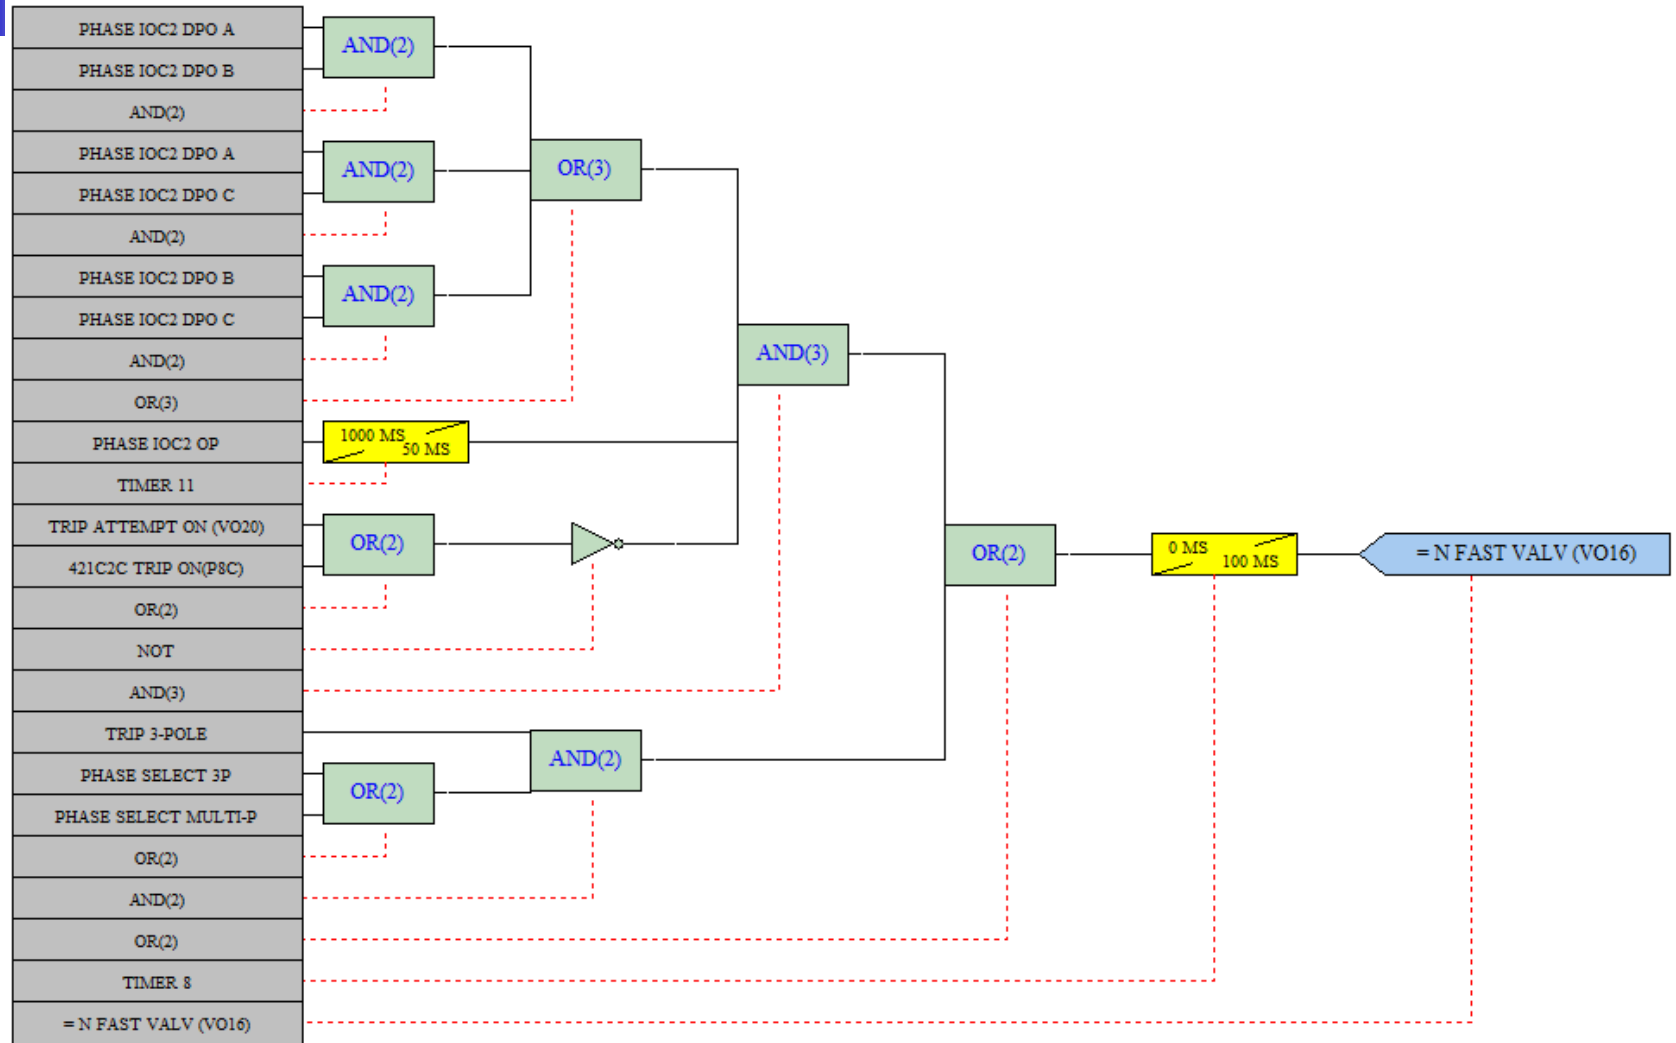 PHASE IOC2 DPO A
PHASE IOC2 DPO B
AND(2)
PHASE IOC2 DPO A
PHASE IOC2 DPO C
AND(2)
PHASE IOC2 DPO B
PHASE IOC2 DPO C
AND(2)
OR(3)
PHASE IOC2 OP
TIMER 11
TRIP ATTEMPT ON (VO20)
421C2C TRIP ON(P8C)
OR(2)
NOT
AND(3)
TRIP 3-POLE
PHASE SELECT 3P
PHASE SELECT MULTI-P
OR(2)
AND(2)
OR(2)
TIMER 8
= N FAST VALV (VO16)
AND(2)
AND(2)
AND(2)
1000 MS
50 MS
OR(2)
OR(2)
OR(3)
AND(2)
AND(3)
OR(2)
0 MS
100 MS
= N FAST VALV (VO16)